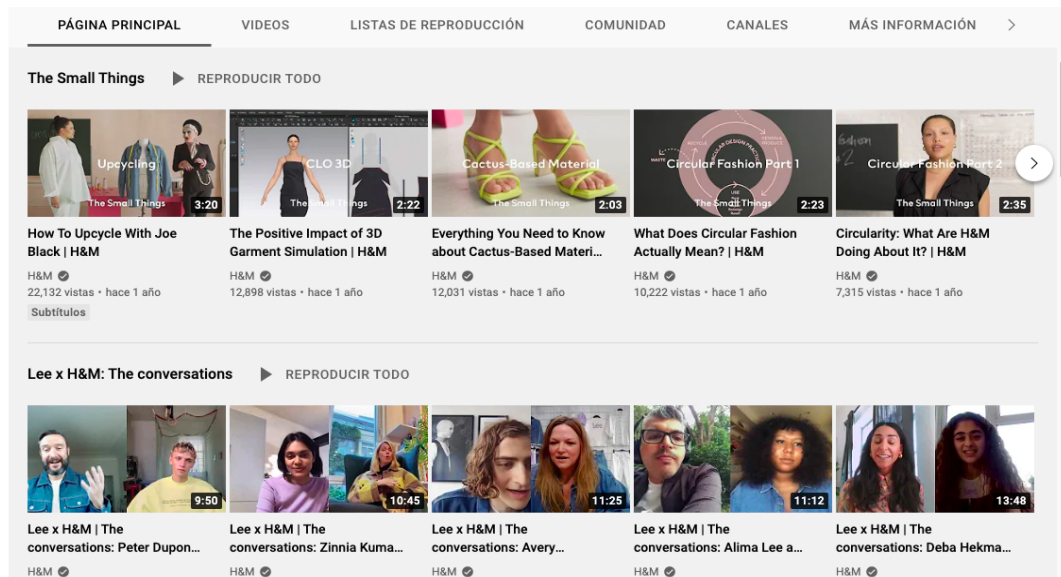 PÁGINA PRINCIPAL VIDEOS LISTAS DE REPRODUCCIÓN COMUNIDAD CANALES MÁS INFORMACIÓN
The Small Things REPRODUCIR TODO
Upcycling
The Small Things
3:20
CLO 3D
The Small Things
2:22
Cactus-Based Material
The Small Things
2:03
Circular Fashion Part 1
The Small Things
2:23
Circular Fashion Part 2
The Small Things
2:35
How To Upcycle With Joe
Black | H&M
H&M
22,132 vistas • hace 1 año
Subtítulos
The Positive Impact of 3D
Garment Simulation | H&M
H&M
12,898 vistas • hace 1 año
Everything You Need to Know
about Cactus-Based Materi...
H&M
12,031 vistas • hace 1 año
What Does Circular Fashion
Actually Mean? | H&M
H&M
10,222 vistas • hace 1 año
Circularity: What Are H&M
Doing About It? | H&M
H&M
7,315 vistas • hace 1 año
Lee x H&M: The conversations REPRODUCIR TODO
9:50
10:45
11:25
11:12
13:48
Lee x H&M | The
conversations: Peter Dupon...
H&M
Lee x H&M | The
conversations: Zinnia Kuma...
H&M
Lee x H&M | The
conversations: Avery...
H&M
Lee x H&M | The
conversations: Alima Lee a...
H&M
Lee x H&M | The
conversations: Deba Hekma...
H&M